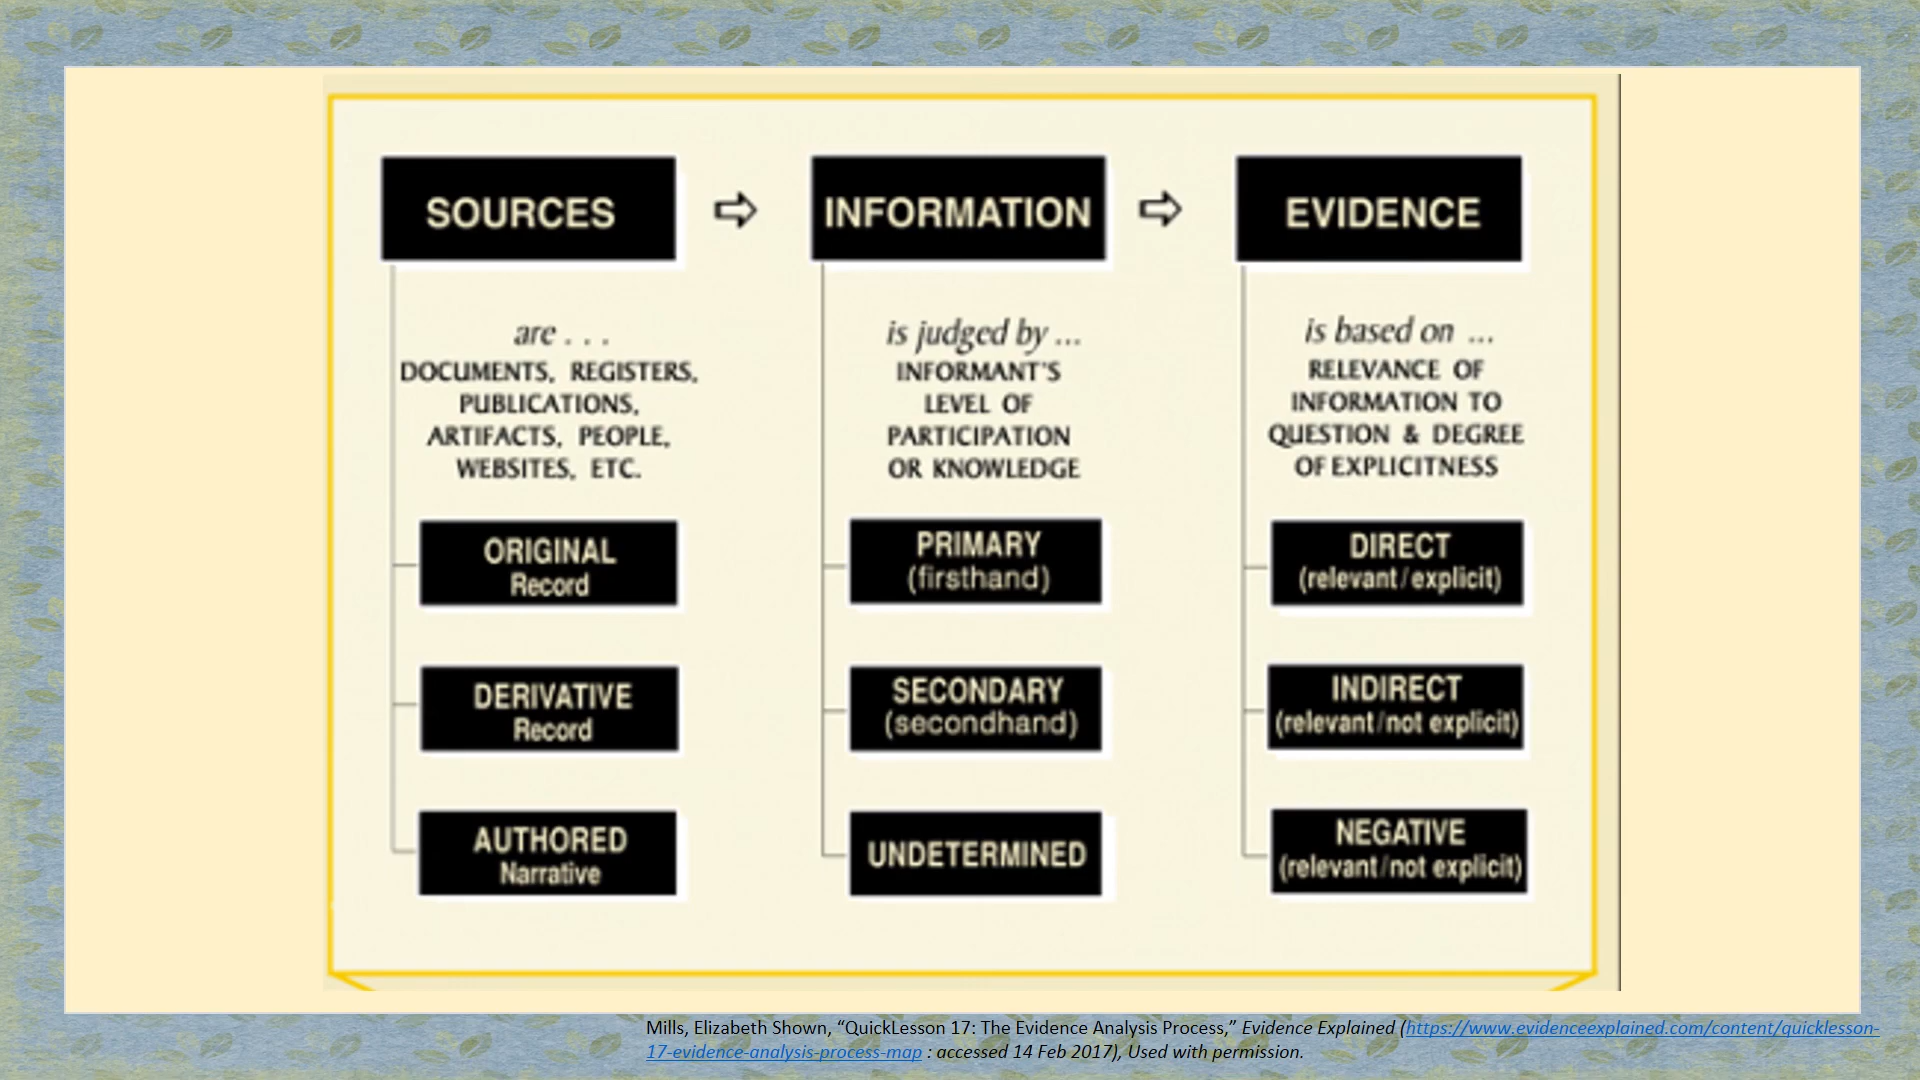 SOURCES
are . . .
DOCUMENTS, REGISTERS,
PUBLICATIONS,
ARTIFACTS, PEOPLE,
WEBSITES, ETC.
ORIGINAL
Record
DERIVATIVE
Record
AUTHORED
Narrative
INFORMATION
is judged by ...
INFORMANT'S
LEVEL OF
PARTICIPATION
OR KNOWLEDGE
PRIMARY
(firsthand)
SECONDARY
(secondhand)
UNDETERMINED
EVIDENCE
is based on ...
RELEVANCE OF
INFORMATION TO
QUESTION & DEGREE
OF EXPLICITNESS
DIRECT
(relevant/explicit)
INDIRECT
(relevant/not explicit)
NEGATIVE
(relevant/not explicit)
Mills, Elizabeth Shown, “QuickLesson 17: The Evidence Analysis Process,” Evidence Explained (https://www.evidenceexplained.com/content/quicklesson-
17-evidence-analysis-process-map : accessed 14 Feb 2017), Used with permission.